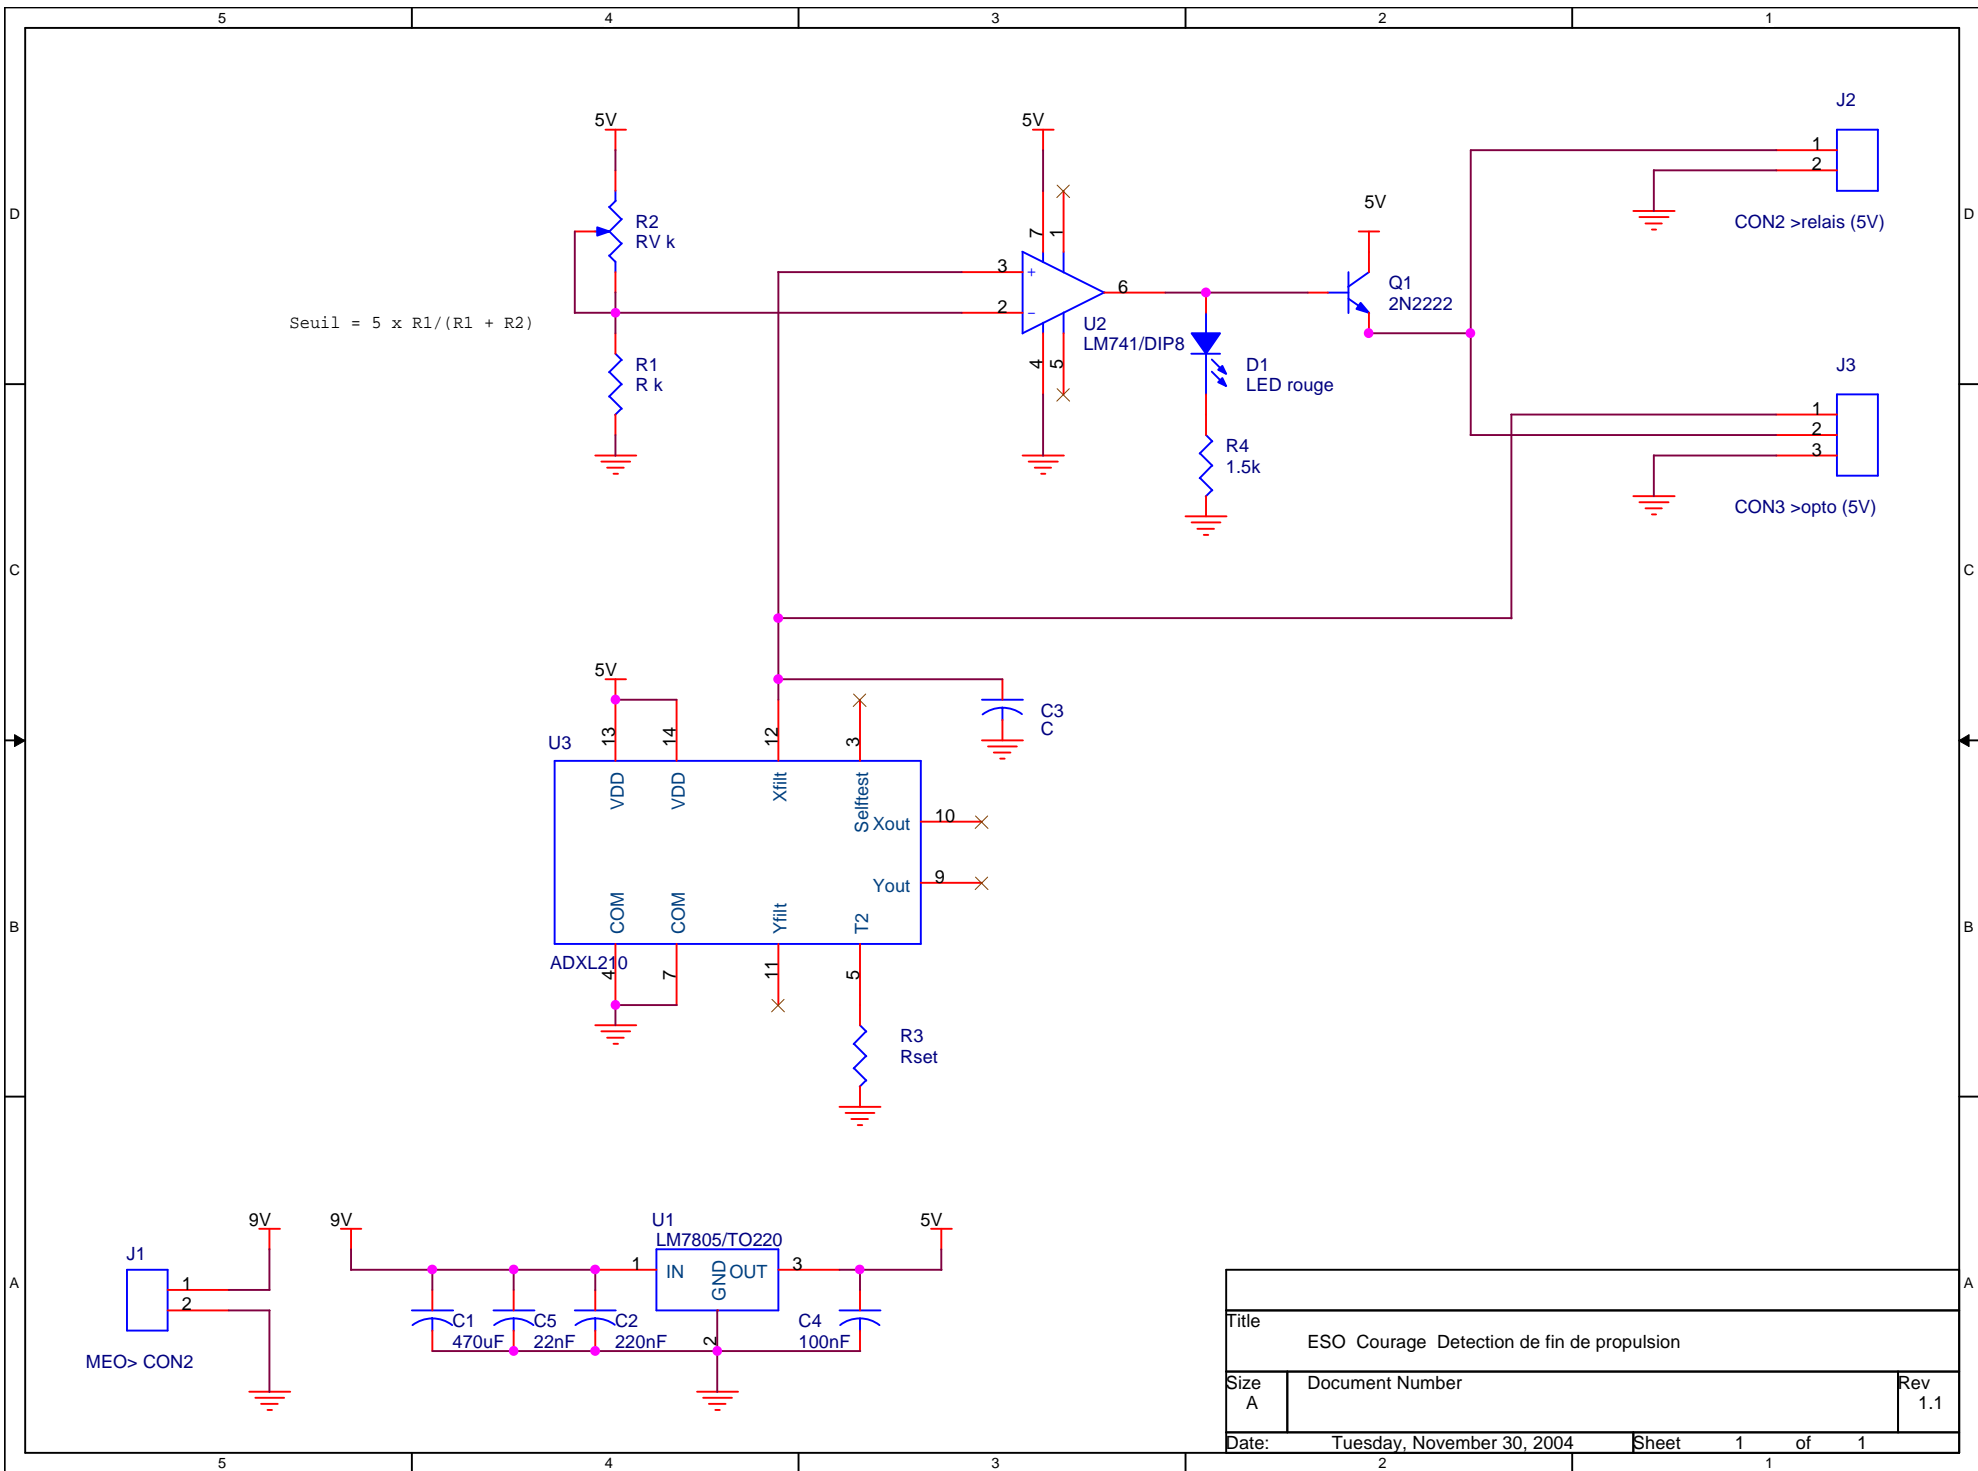 5 4 3 2 1
D D
C C
B B
A A
5V
R2
RV k
Seuil = 5 x R1/(R1 + R2)
R1
R k
5V
7
1
3
+
2
−
6
4
5
U2
LM741/DIP8
D1
LED rouge
R4
1.5k
5V
Q1
2N2222
J2
1
2
CON2 >relais (5V)
J3
1
2
3
CON3 >opto (5V)
5V
C3
C
U3
13
14
12
3
VDD
VDD
Xfilt
Selftest
Xout
10
Yout
9
COM
COM
Yfilt
T2
ADXL210
4
7
11
5
R3
Rset
J1
1
2
9V
MEO> CON2
9V
U1
LM7805/TO220
1
IN
GND
OUT
3
2
5V
C1
470uF
C5
22nF
C2
220nF
C4
100nF
Title
ESO Courage Detection de fin de propulsion
Size
A
Document Number
Rev
1.1
Date:
Tuesday, November 30, 2004
Sheet 1 of 1
5 4 3 2 1